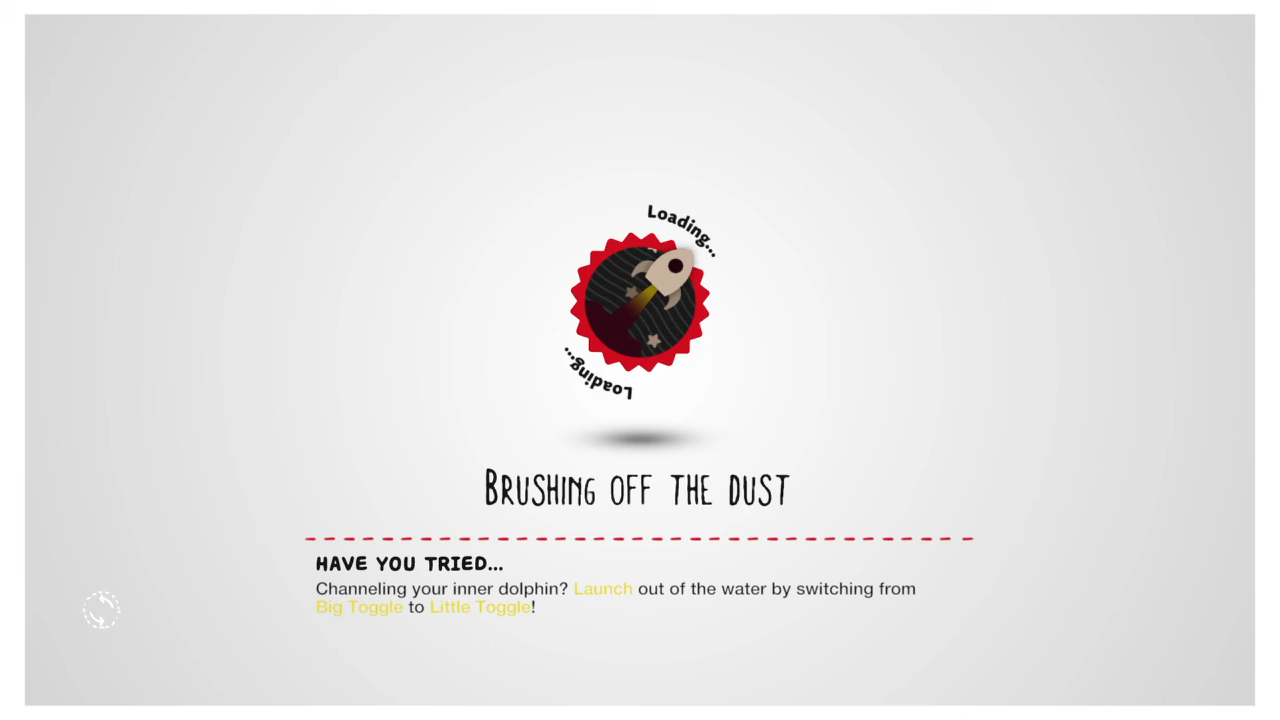 Loading...
Loading...
BRUSHING OFF THE DUST
HAVE YOU TRIED...
Channeling your inner dolphin? Launch out of the water by switching from
Big Toggle to Little Toggle!